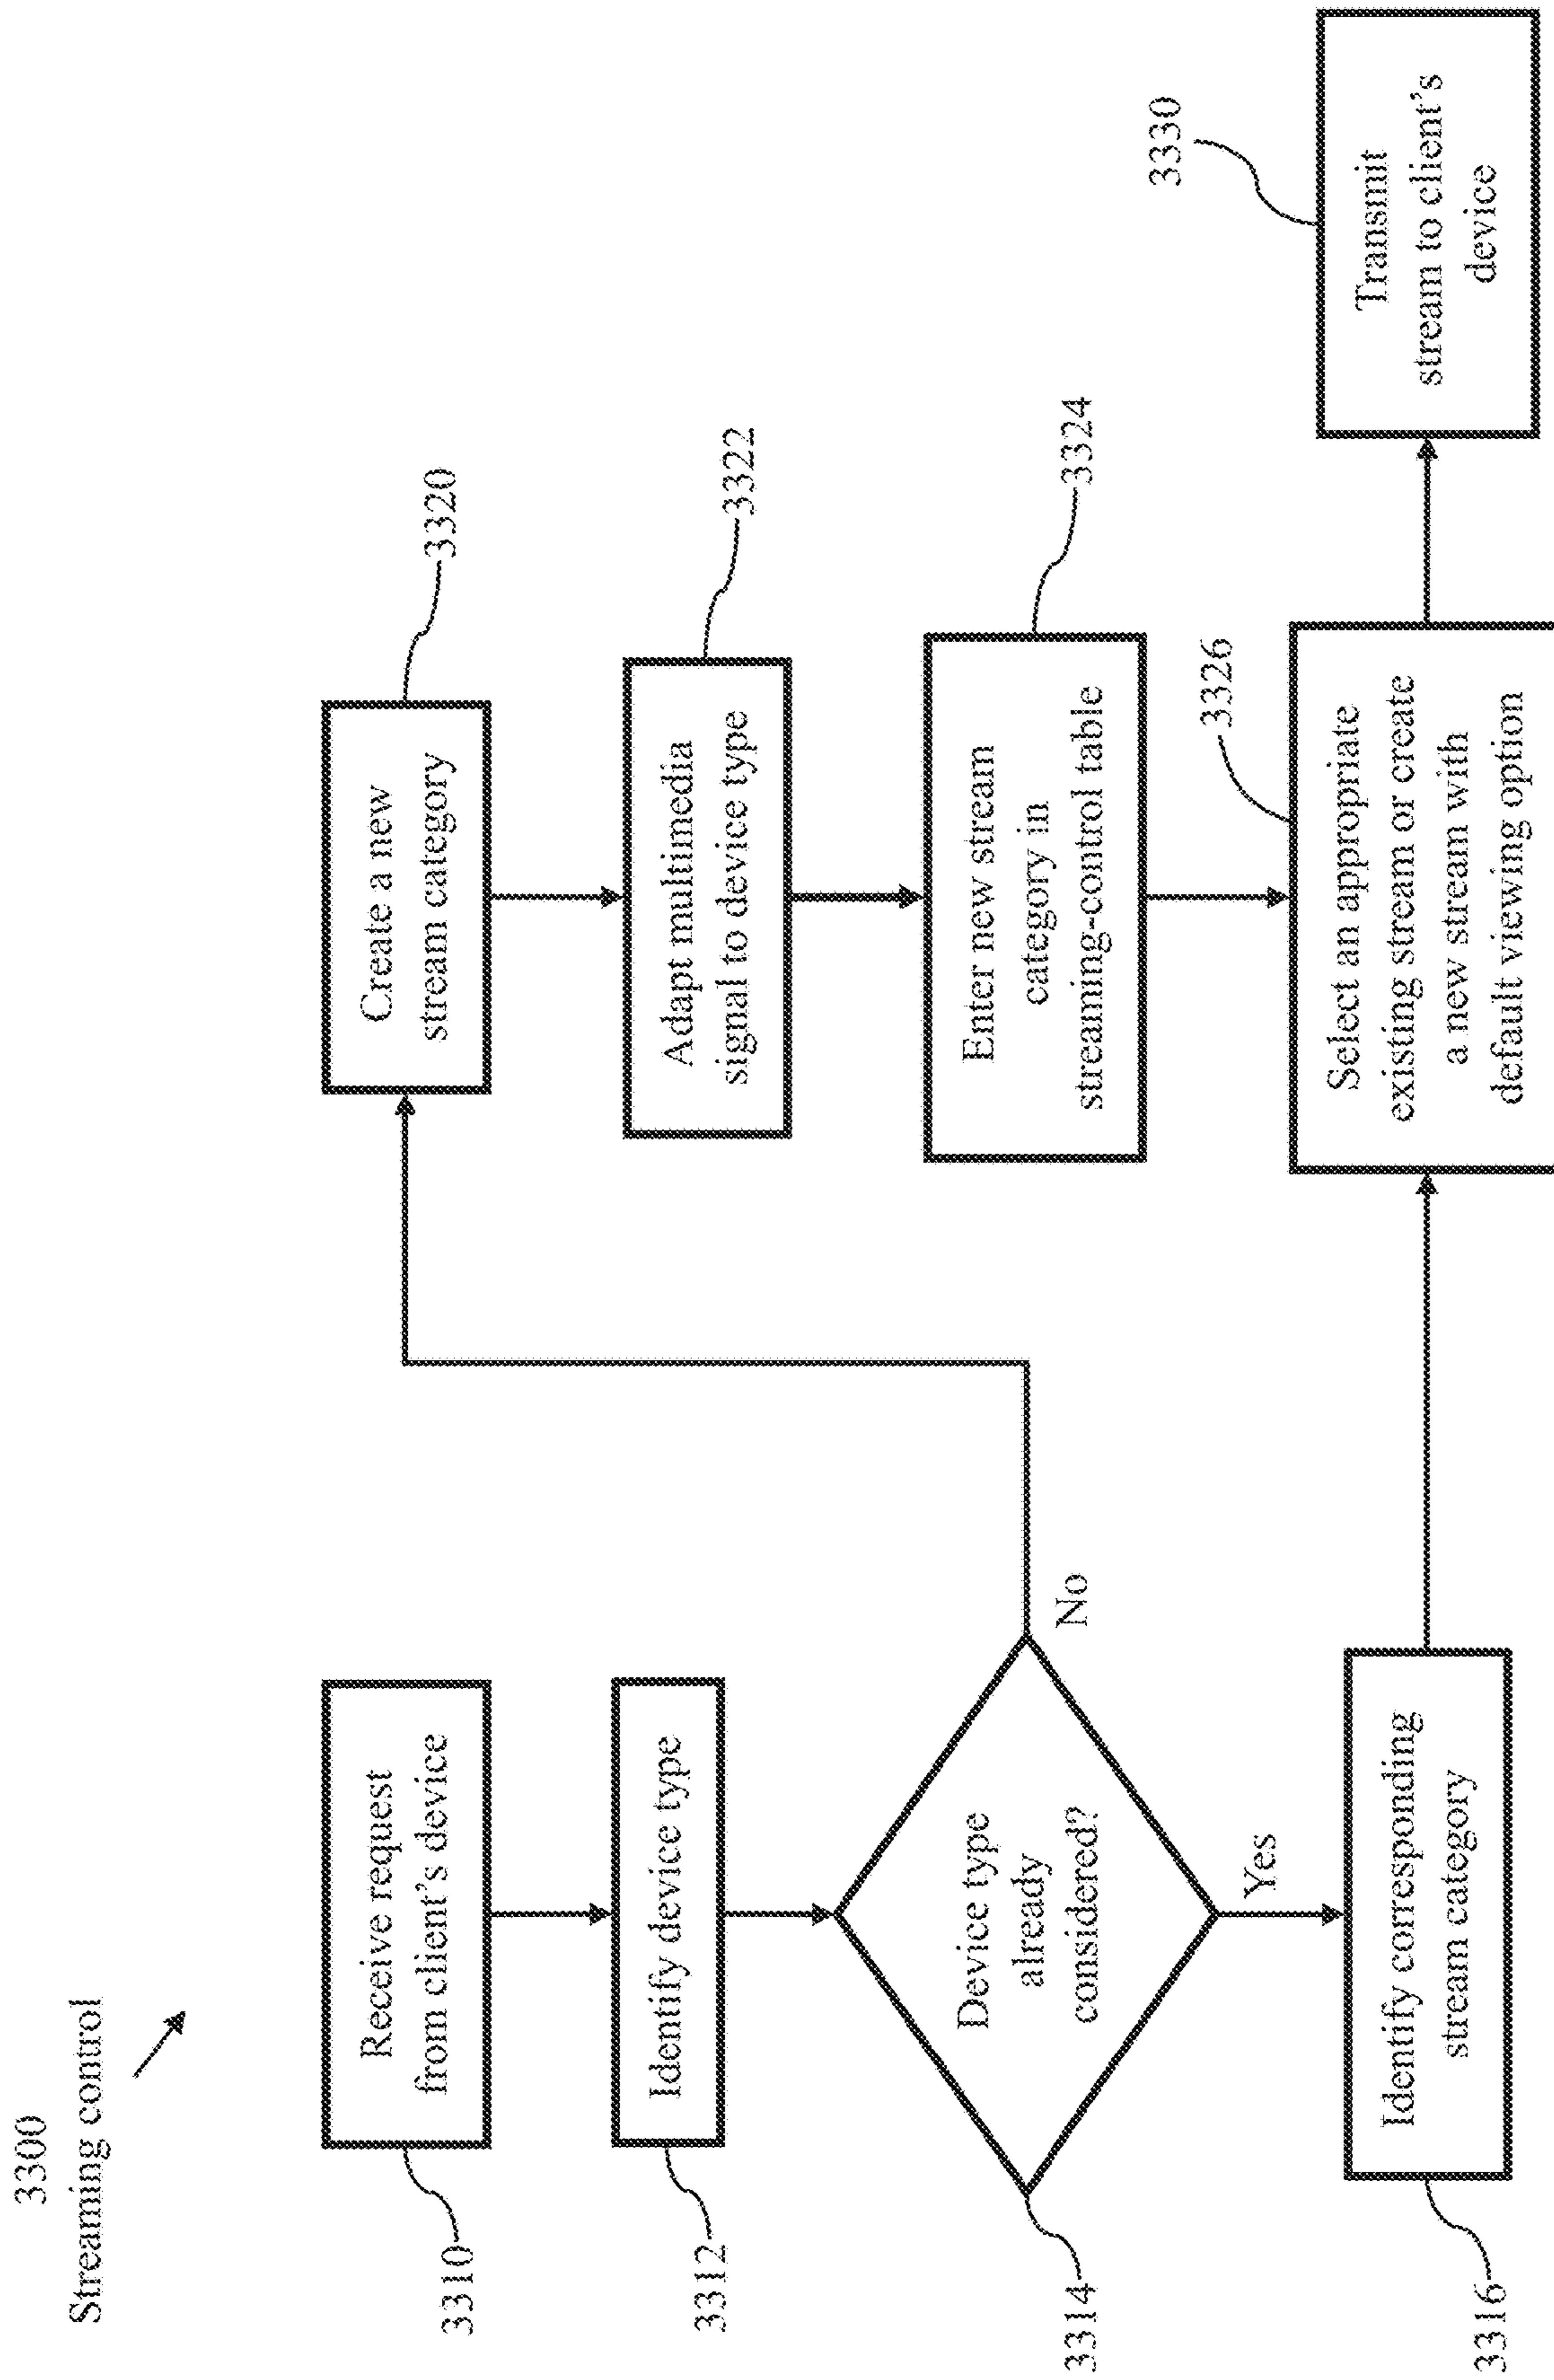 3300
Streaming control
3310
Receive request
from client's device
3312
Identify device type
3314
Device type
already
considered?
No
Yes
3316
Identify corresponding
stream category
3320
Create a new
stream category
3322
Adapt multimedia
signal to device type
3324
Enter new stream
category in
streaming-control table
3326
Select an appropriate
existing stream or create
a new stream with
default viewing option
3330
Transmit
stream to client's
device